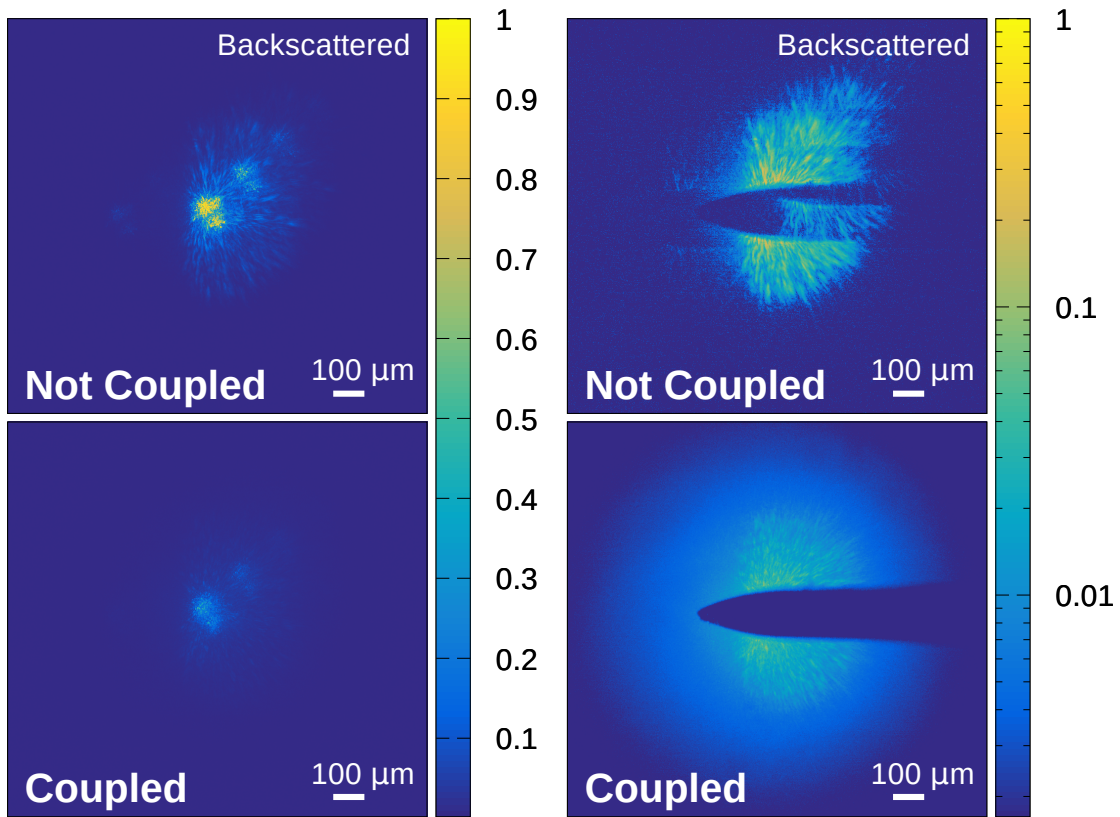 Backscattered
Not Coupled
100 μm
Coupled
100 μm
1
0.9
0.8
0.7
0.6
0.5
0.4
0.3
0.2
0.1
Backscattered
Not Coupled
100 μm
Coupled
100 μm
1
0.1
0.01